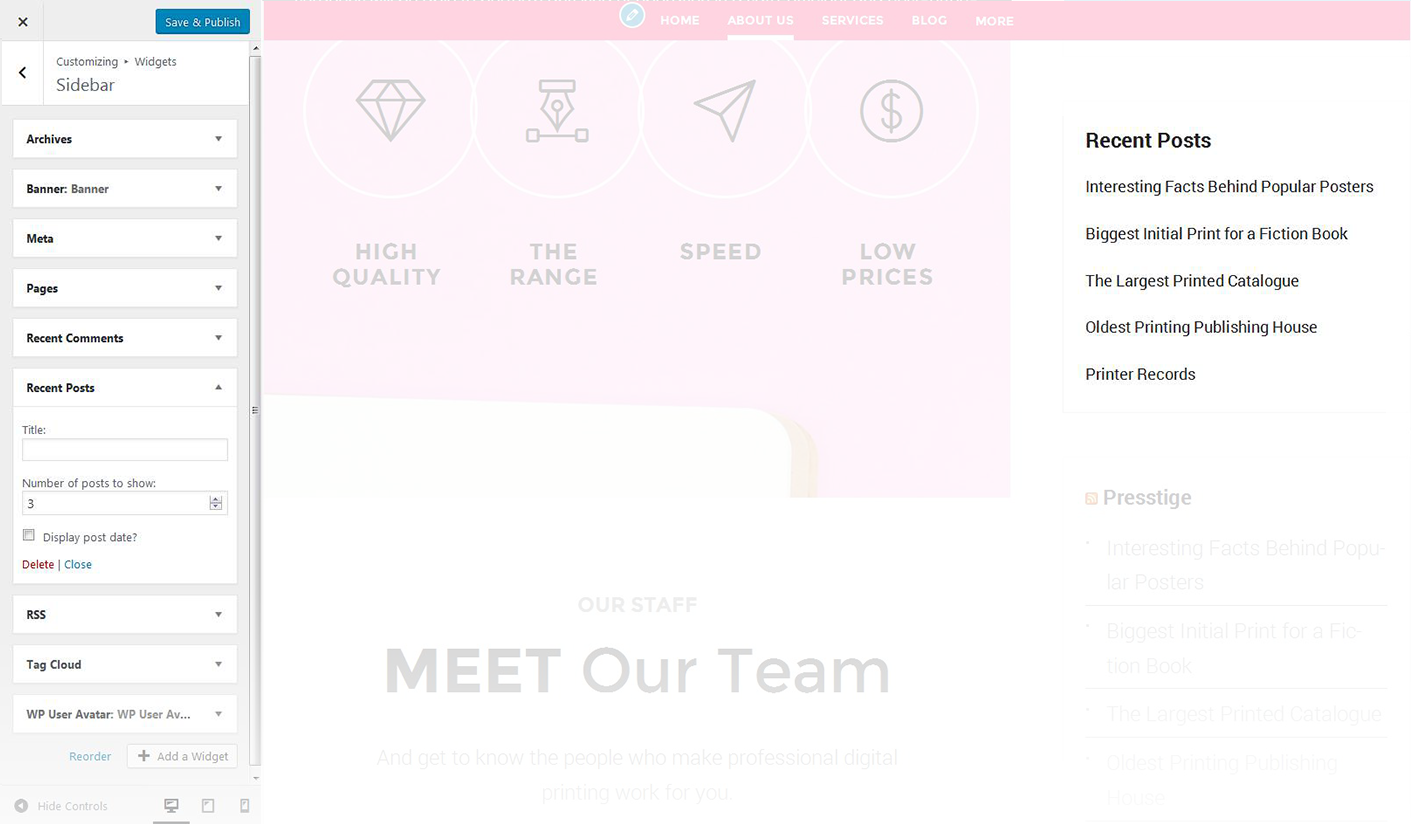 Save & Publish
Customizing ▸ Widgets
Sidebar
Archives
Banner: Banner
Meta
Pages
Recent Comments
Recent Posts
Title:
Number of posts to show:
3
Display post date?
Delete | Close
RSS
Tag Cloud
WP User Avatar: WP User Av...
Reorder
Add a Widget
Hide Controls
HOME
ABOUT US
SERVICES
BLOG
MORE
HIGH
QUALITY
THE
RANGE
SPEED
LOW
PRICES
OUR STAFF
MEET Our Team
And get to know the people who make professional digital
printing work for you.
Recent Posts
Interesting Facts Behind Popular Posters
Biggest Initial Print for a Fiction Book
The Largest Printed Catalogue
Oldest Printing Publishing House
Printer Records
Presstige
Interesting Facts Behind Popu-
lar Posters
Biggest Initial Print for a Fic-
tion Book
The Largest Printed Catalogue
Oldest Printing Publishing
House